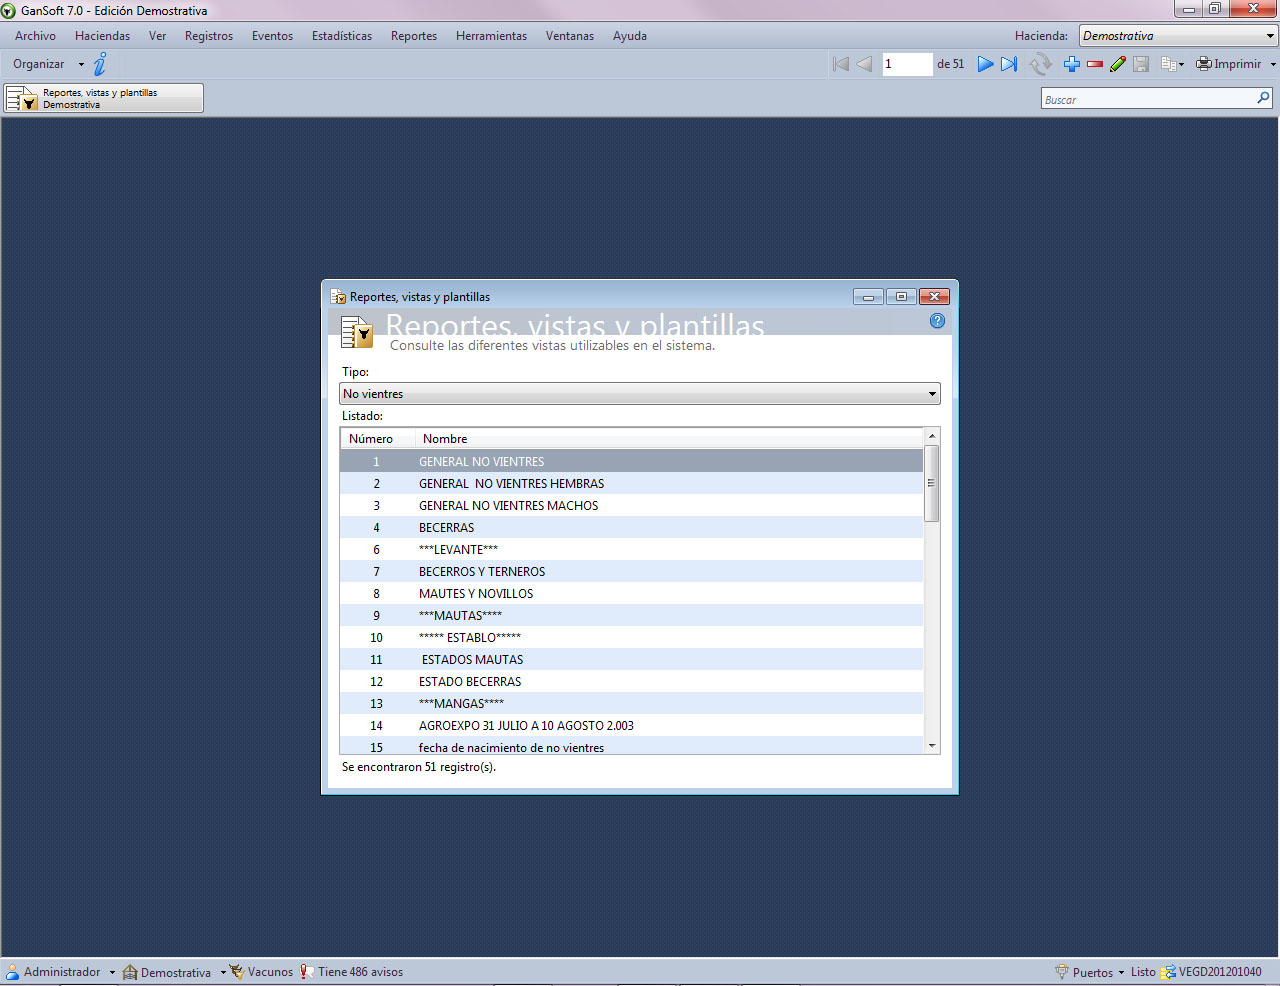 GanSoft 7.0 - Edición Demostrativa
Archivo Haciendas Ver Registros Eventos Estadísticas Reportes Herramientas Ventanas Ayuda Hacienda: Demostrativa
Organizar 1 de 51 Imprimir
Reportes, vistas y plantillas
Demostrativa
Buscar
Reportes, vistas y plantillas
Reportes, vistas y plantillas
Consulte las diferentes vistas utilizables en el sistema.
Tipo:
No vientres
Listado:
Número Nombre
1 GENERAL NO VIENTRES
2 GENERAL  NO VIENTRES HEMBRAS
3 GENERAL NO VIENTRES MACHOS
4 BECERRAS
6 ***LEVANTE***
7 BECERROS Y TERNEROS
8 MAUTES Y NOVILLOS
9 ***MAUTAS****
10 ***** ESTABLO*****
11 ESTADOS MAUTAS
12 ESTADO BECERRAS
13 ***MANGAS****
14 AGROEXPO 31 JULIO A 10 AGOSTO 2.003
15 fecha de nacimiento de no vientres
Se encontraron 51 registro(s).
Administrador Demostrativa Vacunos Tiene 486 avisos Puertos Listo VEGD201201040